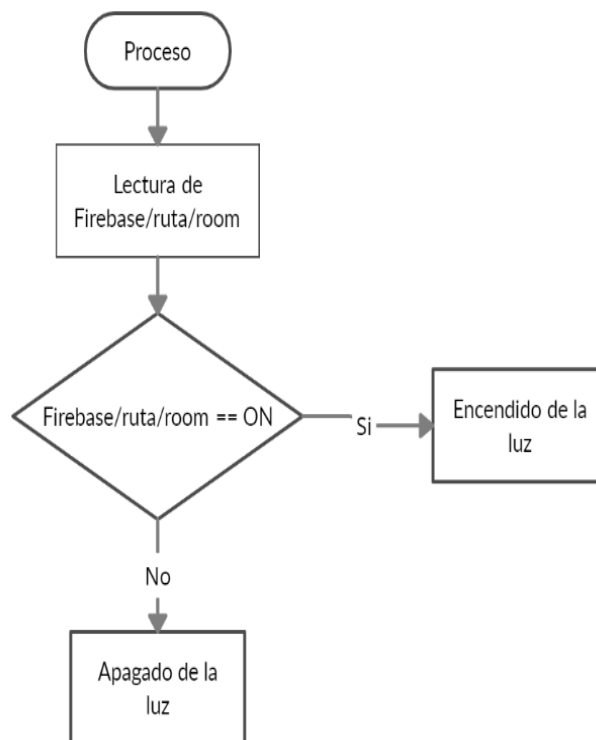 Proceso
Lectura de
Firebase/ruta/room
Firebase/ruta/room == ON
Si
Encendido de la
luz
No
Apagado de la
luz